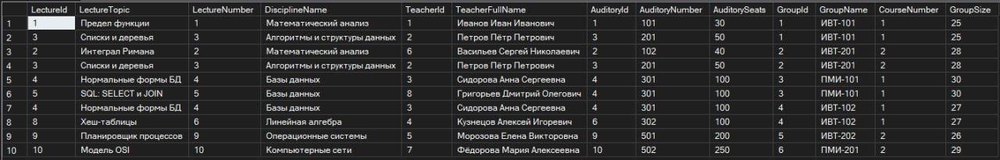 LectureId LectureTopic LectureNumber DisciplineName TeacherId TeacherFullName AuditoryId AuditoryNumber AuditorySeats GroupId GroupName CourseNumber GroupSize
1 1 Предел функции 1 Математический анализ 1 Иванов Иван Иванович 1 101 30 1 ИВТ-101 1 25
2 3 Списки и деревья 3 Алгоритмы и структуры данных 2 Петров Пётр Петрович 3 201 50 1 ИВТ-101 1 25
3 2 Интеграл Римана 2 Математический анализ 6 Васильев Сергей Николаевич 2 102 40 2 ИВТ-201 2 28
4 3 Списки и деревья 3 Алгоритмы и структуры данных 2 Петров Пётр Петрович 3 201 50 2 ИВТ-201 2 28
5 4 Нормальные формы БД 4 Базы данных 3 Сидорова Анна Сергеевна 4 301 100 3 ПМИ-101 1 30
6 5 SQL: SELECT и JOIN 5 Базы данных 8 Григорьев Дмитрий Олегович 4 301 100 3 ПМИ-101 1 30
7 4 Нормальные формы БД 4 Базы данных 3 Сидорова Анна Сергеевна 4 301 100 4 ИВТ-102 1 27
8 8 Хеш-таблицы 6 Линейная алгебра 4 Кузнецов Алексей Игоревич 6 302 100 4 ИВТ-102 1 27
9 9 Планировщик процессов 9 Операционные системы 5 Морозова Елена Викторовна 9 501 200 5 ИВТ-202 2 26
10 10 Модель OSI 10 Компьютерные сети 7 Фёдорова Мария Алексеевна 10 502 250 6 ПМИ-201 2 29